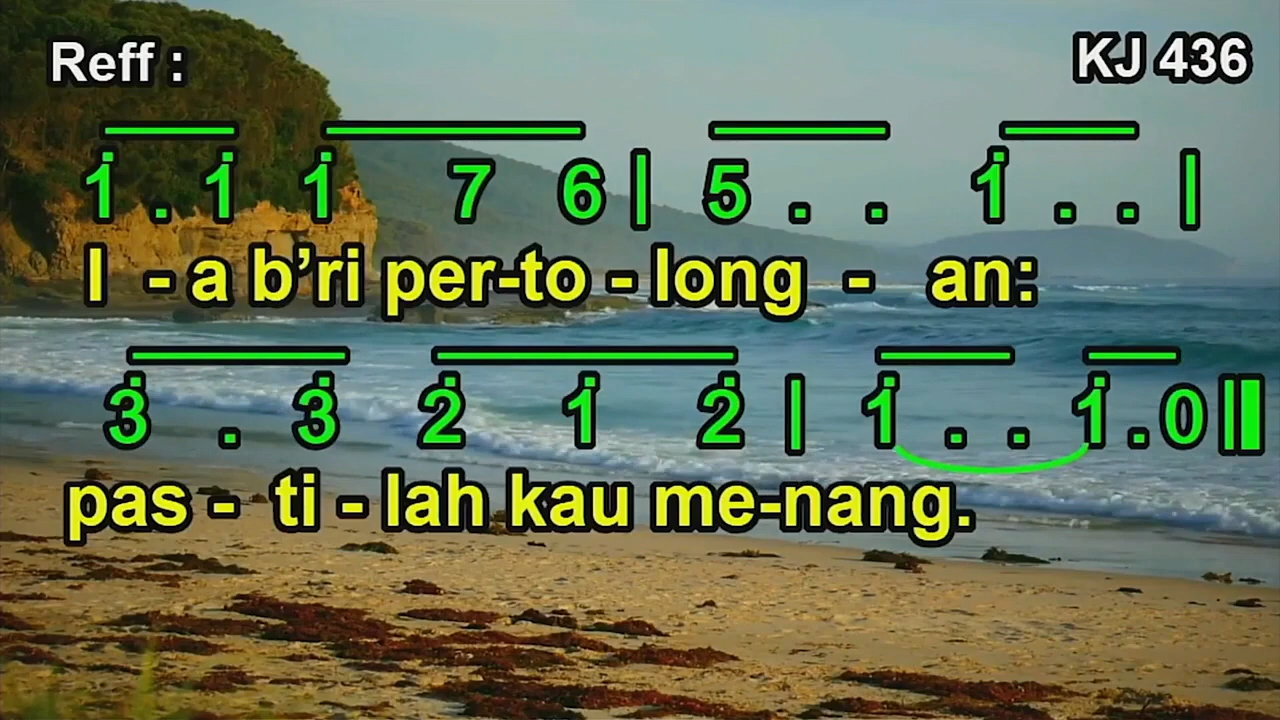 Reff : KJ 436
1̇ . 1̇ 1̇ 7 6 | 5 . . 1̇ . . |
I - a b'ri per-to - long - an:
3̇ . 3̇ 2̇ 1̇ 2̇ | 1̇ . . 1̇ . 0 ||
pas - ti - lah kau me-nang.